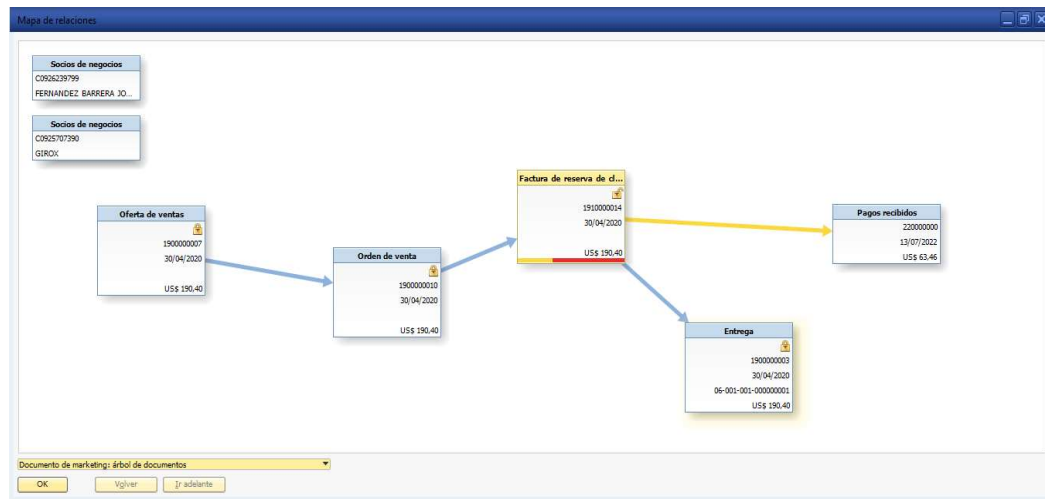 Mapa de relaciones
Socios de negocios
C0926239799
FERNANDEZ BARRERA JO...
Socios de negocios
C0925707390
GIROX
Oferta de ventas
1900000007
30/04/2020
US$ 190,40
Orden de venta
1900000010
30/04/2020
US$ 190,40
Factura de reserva de cl...
1910000014
30/04/2020
US$ 190,40
Pagos recibidos
220000000
13/07/2022
US$ 63,46
Entrega
1900000003
30/04/2020
06-001-001-000000001
US$ 190,40
Documento de marketing: árbol de documentos
OK
Volver
Ir adelante